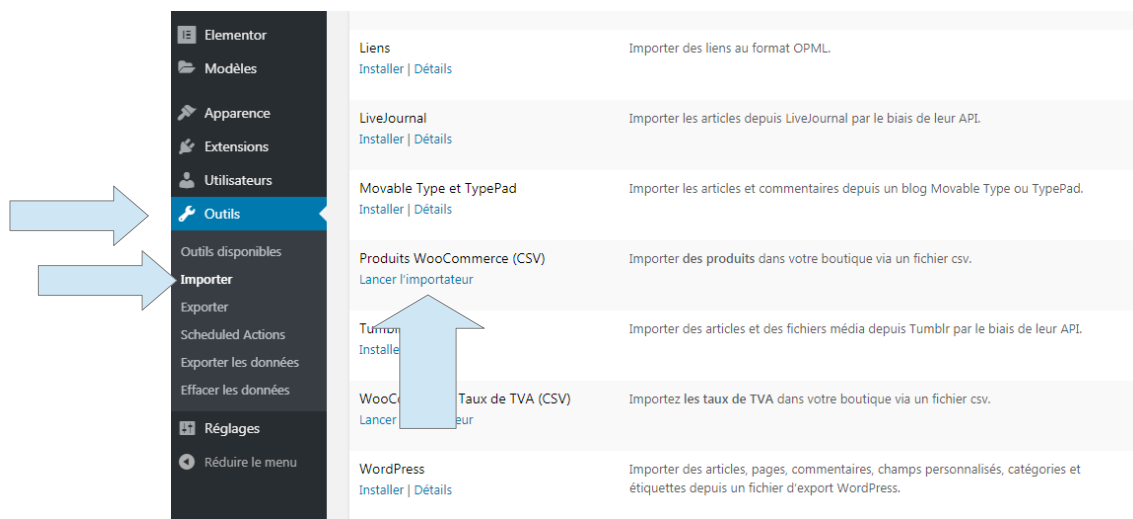 Elementor
Modèles
Apparence
Extensions
Utilisateurs
Outils
Outils disponibles
Importer
Exporter
Scheduled Actions
Exporter les données
Effacer les données
Réglages
Réduire le menu
Liens
Installer | Détails
Importer des liens au format OPML.
LiveJournal
Installer | Détails
Importer les articles depuis LiveJournal par le biais de leur API.
Movable Type et TypePad
Installer | Détails
Importer les articles et commentaires depuis un blog Movable Type ou TypePad.
Produits WooCommerce (CSV)
Lancer l'importateur
Importer des produits dans votre boutique via un fichier csv.
Importer des articles et des fichiers média depuis Tumblr par le biais de leur API.
Taux de TVA (CSV)
Lancer
Importez les taux de TVA dans votre boutique via un fichier csv.
WordPress
Installer | Détails
Importer des articles, pages, commentaires, champs personnalisés, catégories et
étiquettes depuis un fichier d'export WordPress.